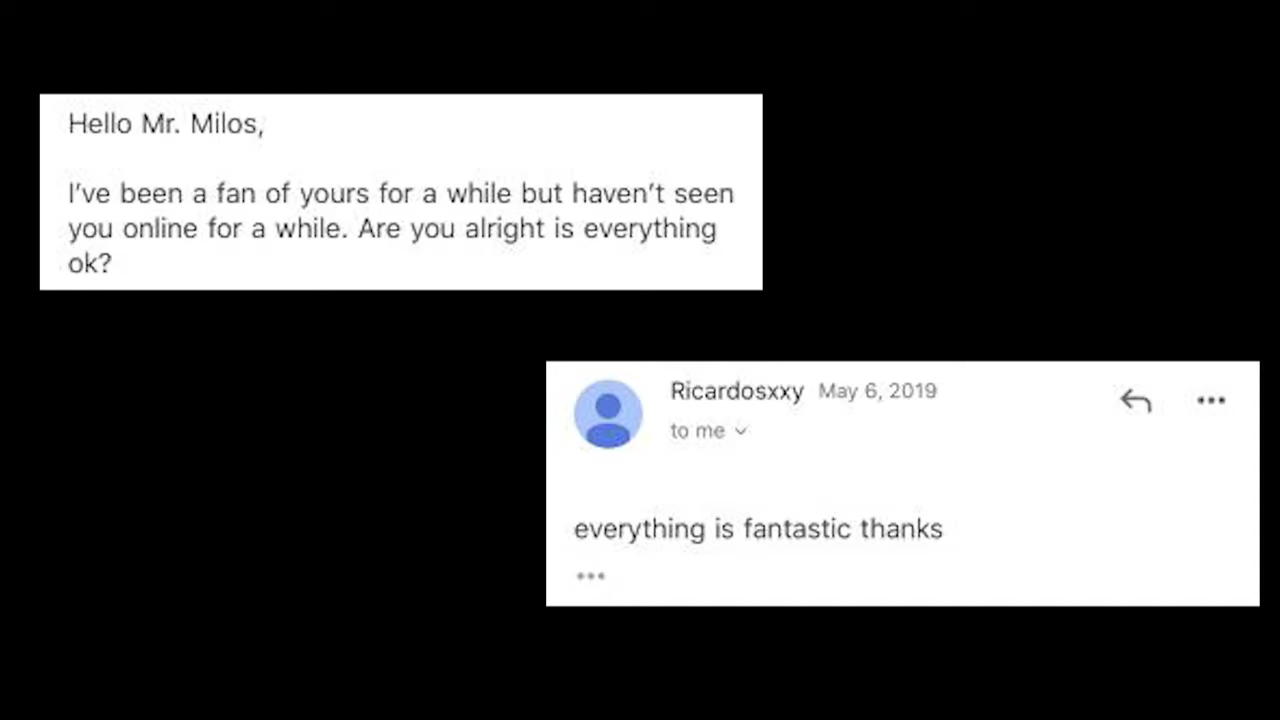 Hello Mr. Milos,
I've been a fan of yours for a while but haven't seen
you online for a while. Are you alright is everything
ok?
Ricardosxxy May 6, 2019
to me
everything is fantastic thanks